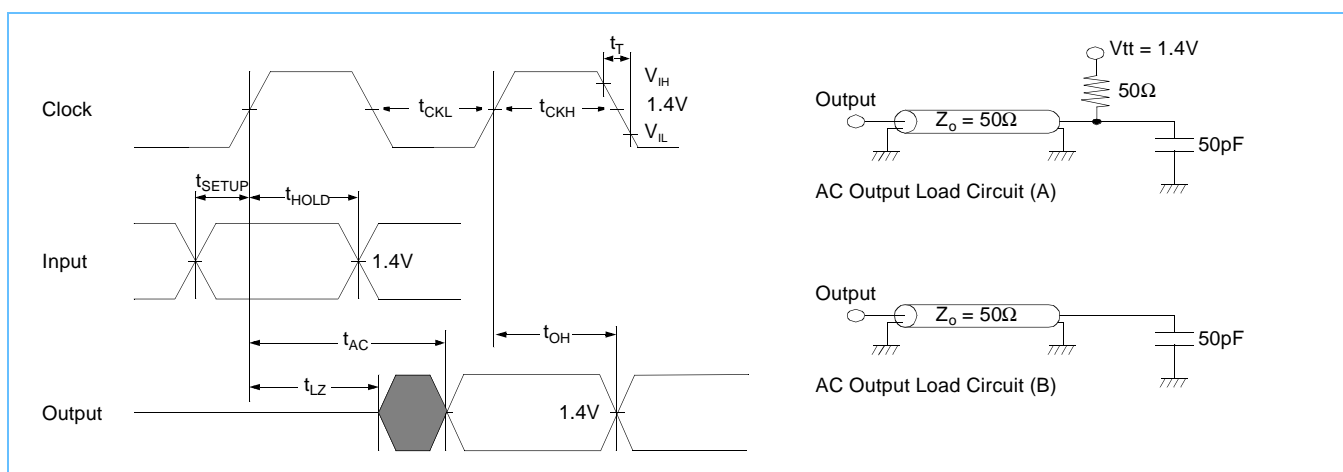 Clock
tT
VIH
1.4V
VIL
tCKL
tCKH
tSETUP
tHOLD
Input
1.4V
tAC
tOH
tLZ
Output
1.4V
Vtt = 1.4V
50Ω
Output
Zo = 50Ω
50pF
AC Output Load Circuit (A)
Output
Zo = 50Ω
50pF
AC Output Load Circuit (B)